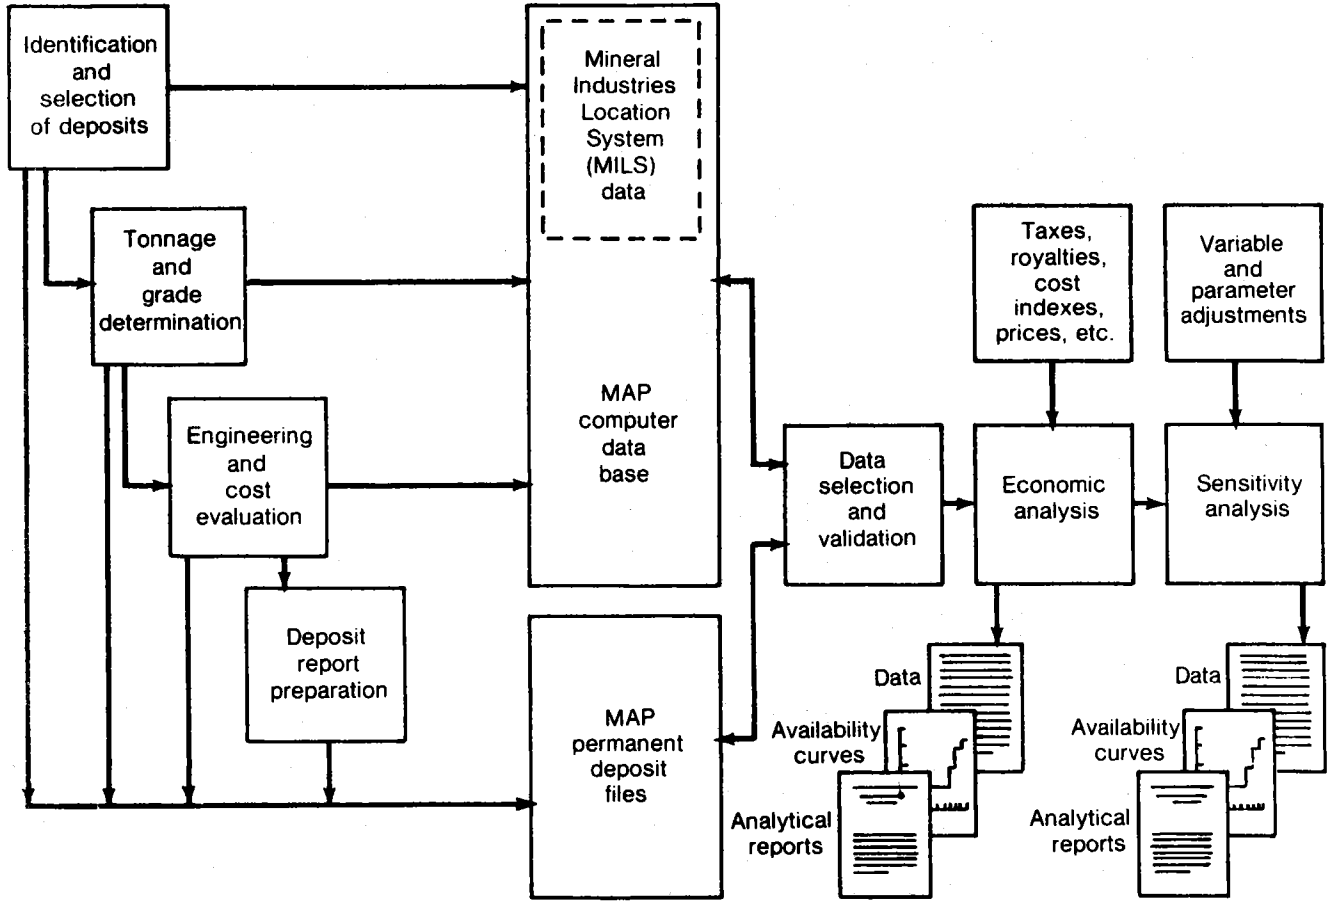 Identification
and
selection
of deposits
Mineral
Industries
Location
System
(MILS)
data
Tonnage
and
grade
determination
Taxes,
royalties,
cost
indexes,
prices, etc.
Variable
and
parameter
adjustments
MAP
computer
data
base
Engineering
and
cost
evaluation
Data
selection
and
validation
Economic
analysis
Sensitivity
analysis
Deposit
report
preparation
MAP
permanent
deposit
files
Data
Availability
curves
Analytical
reports
Data
Availability
curves
Analytical
reports